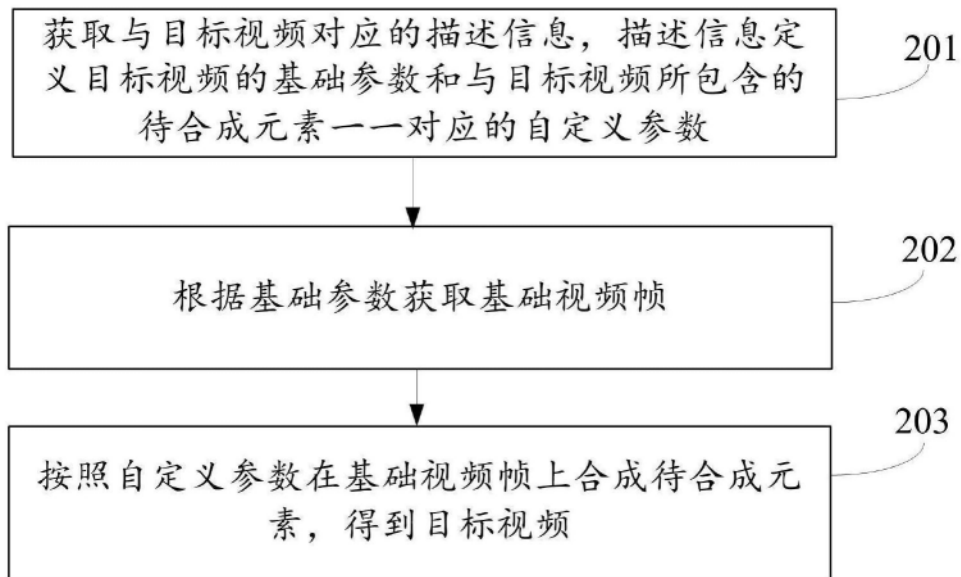 获取与目标视频对应的描述信息，描述信息定
义目标视频的基础参数和与目标视频所包含的
待合成元素一一对应的自定义参数
201
根据基础参数获取基础视频帧
202
按照自定义参数在基础视频帧上合成待合成元
素，得到目标视频
203